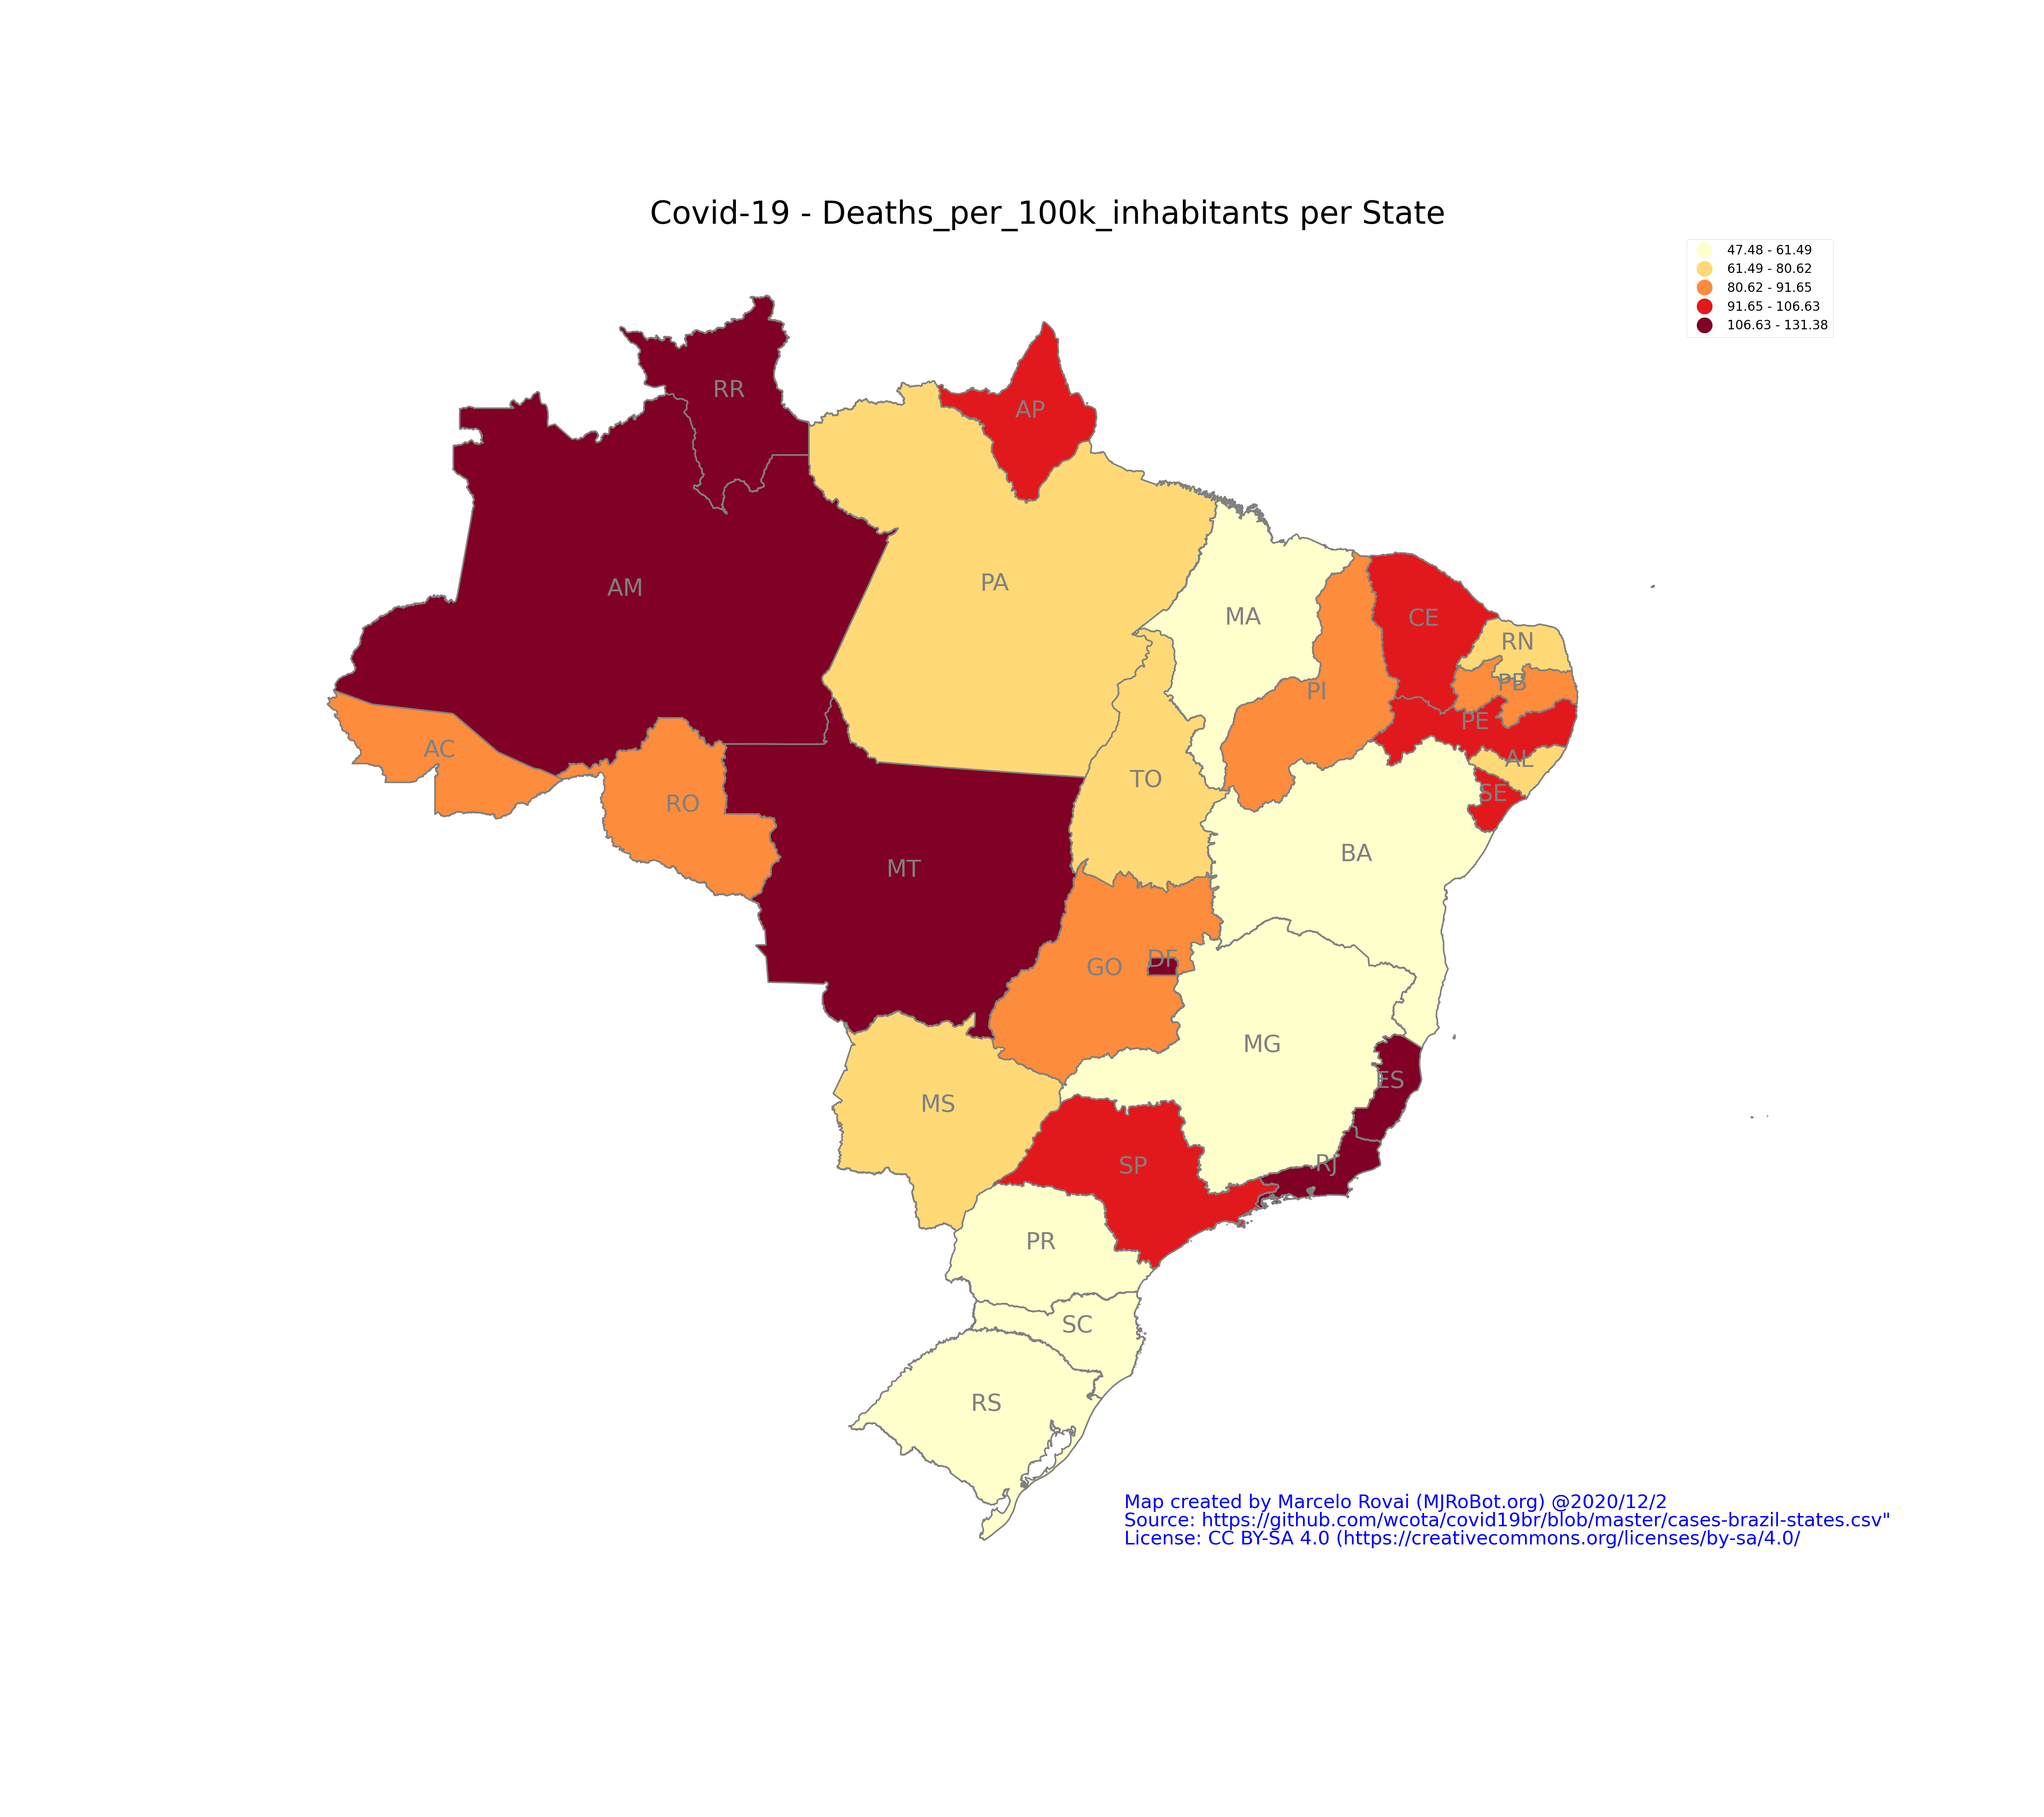 Covid-19 - Deaths_per_100k_inhabitants per State
47.48 - 61.49
61.49 - 80.62
80.62 - 91.65
91.65 - 106.63
106.63 - 131.38
RR
AP
AM
PA
MA
CE
RN
PB
PI
PE
AC
AL
TO
SE
RO
BA
MT
DF
GO
MG
ES
MS
RJ
SP
PR
SC
RS
Map created by Marcelo Rovai (MJRoBot.org) @2020/12/2
Source: https://github.com/wcota/covid19br/blob/master/cases-brazil-states.csv"
License: CC BY-SA 4.0 (https://creativecommons.org/licenses/by-sa/4.0/